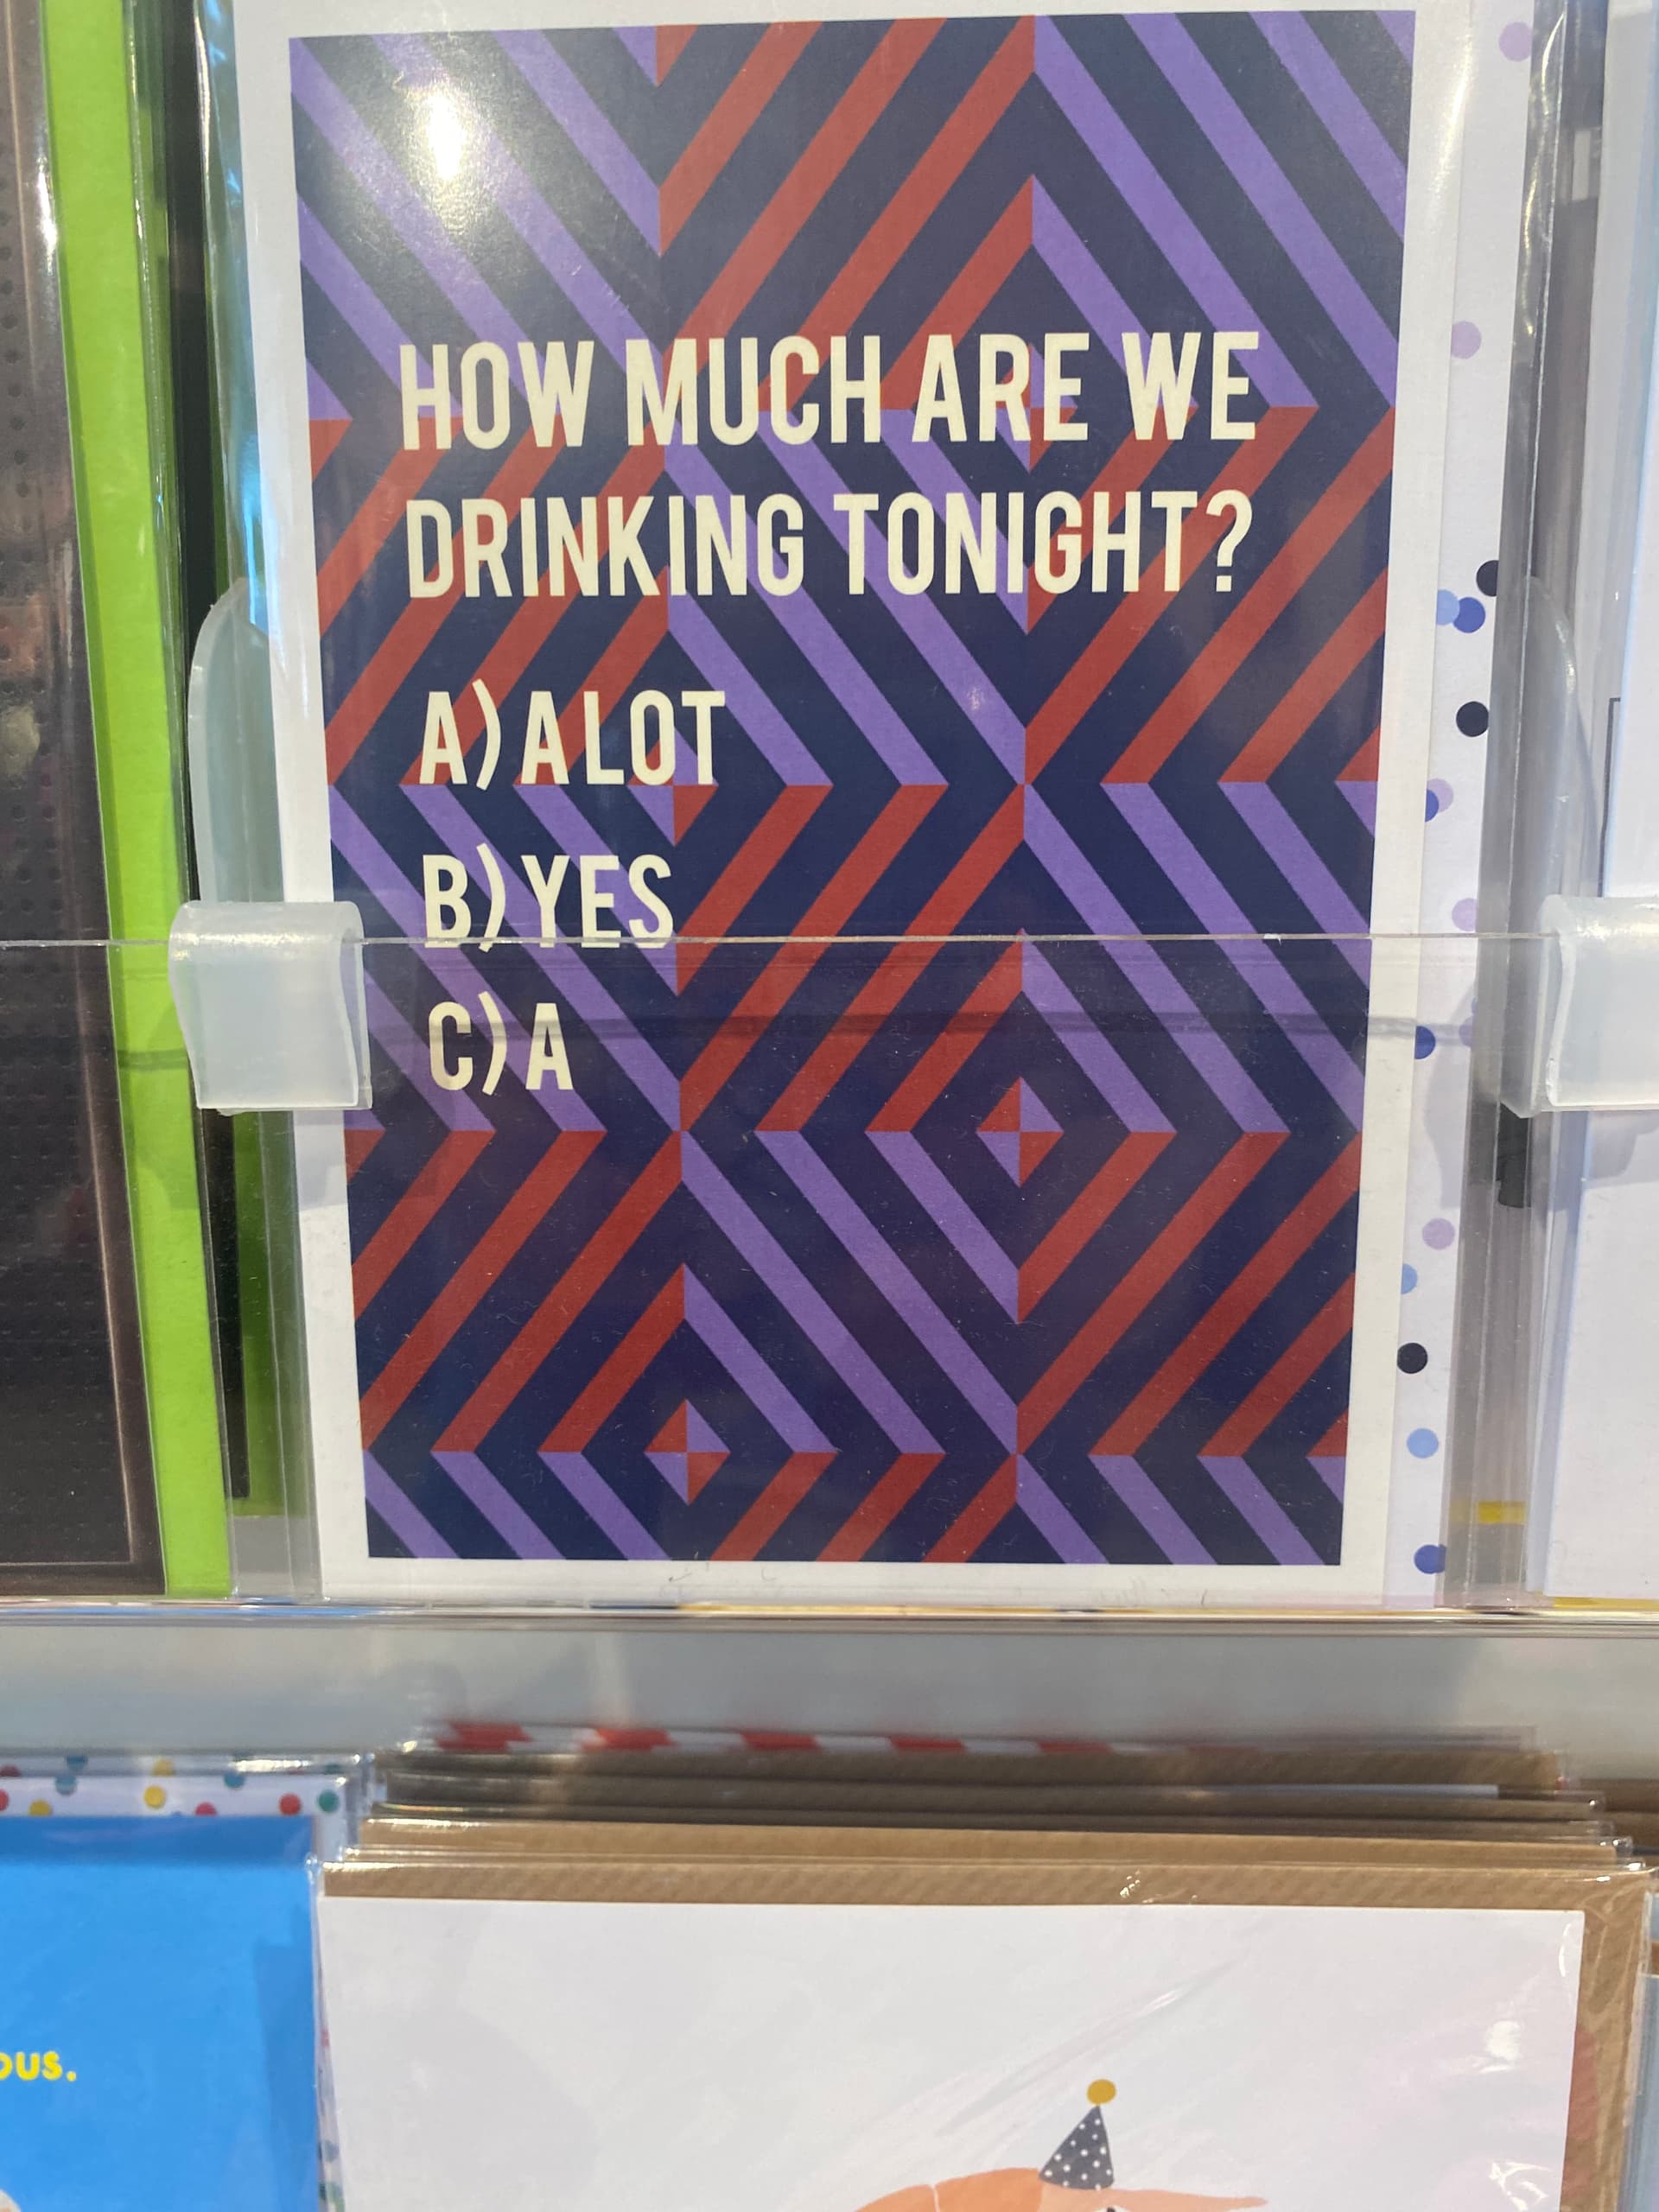 HOW MUCH ARE WE
DRINKING TONIGHT?
A) A LOT
B) YES
C) A
OUS.